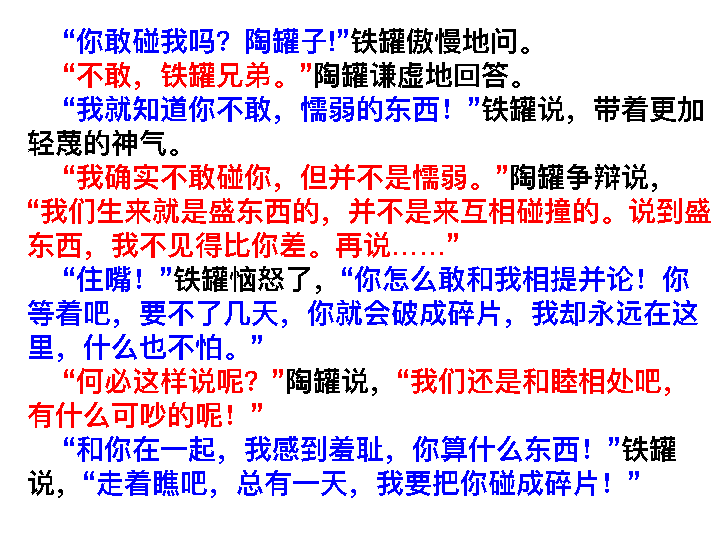 “你敢碰我吗？陶罐子!”铁罐傲慢地问。
“不敢，铁罐兄弟。”陶罐谦虚地回答。
“我就知道你不敢，懦弱的东西！”铁罐说，带着更加
轻蔑的神气。
“我确实不敢碰你，但并不是懦弱。”陶罐争辩说，
“我们生来就是盛东西的，并不是来互相碰撞的。说到盛
东西，我不见得比你差。再说……”
“住嘴！”铁罐恼怒了，“你怎么敢和我相提并论！你
等着吧，要不了几天，你就会破成碎片，我却永远在这
里，什么也不怕。”
“何必这样说呢？”陶罐说，“我们还是和睦相处吧，
有什么可吵的呢！”
“和你在一起，我感到羞耻，你算什么东西！”铁罐
说，“走着瞧吧，总有一天，我要把你碰成碎片！”